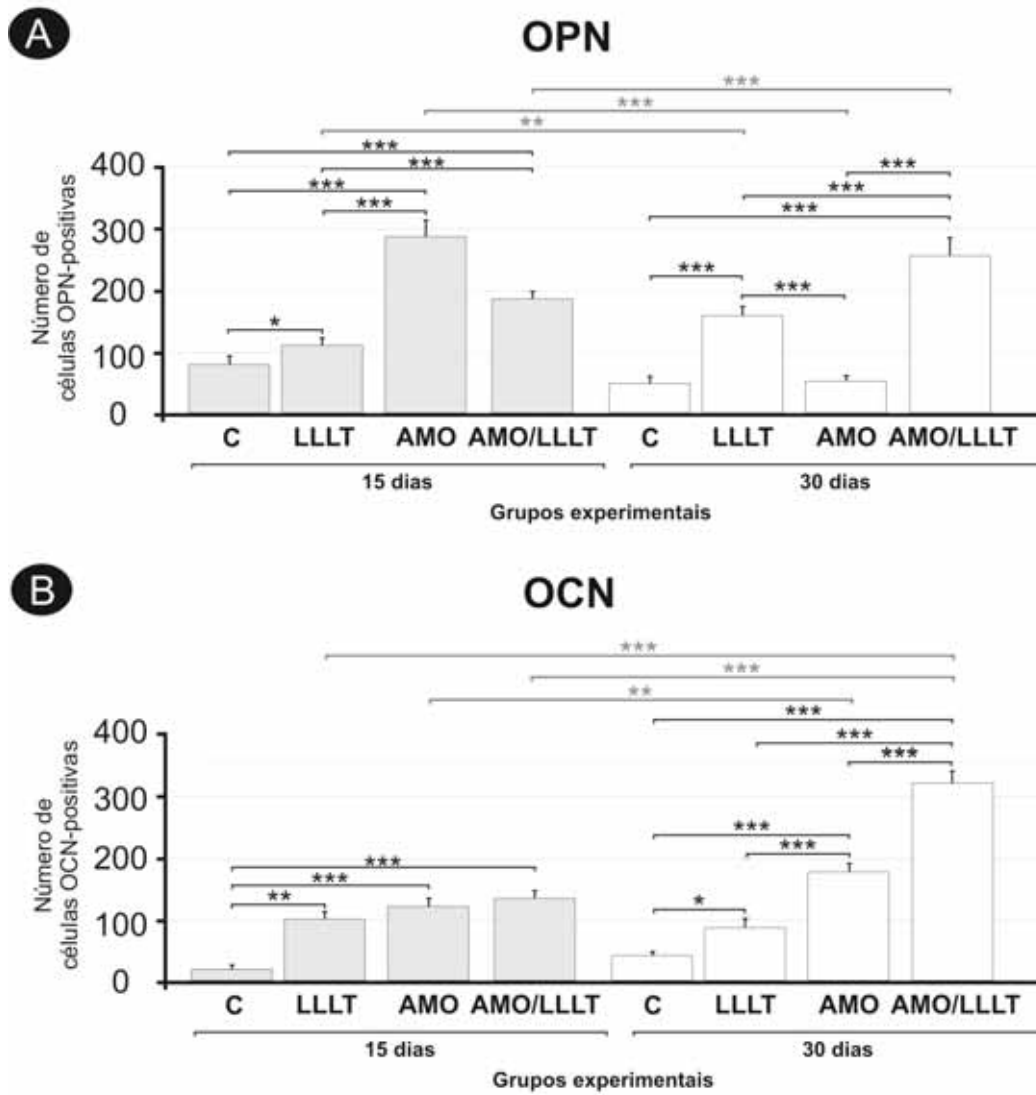 A
OPN
***
***
**
***
***
***
***
***
***
***
***
***
*
Número de
células OPN-positivas
400
300
200
100
0
C LLLT AMO AMO/LLLT C LLLT AMO AMO/LLLT
15 dias 30 dias
Grupos experimentais
B
OCN
***
***
**
***
***
***
***
***
***
***
**
*
Número de
células OCN-positivas
400
300
200
100
0
C LLLT AMO AMO/LLLT C LLLT AMO AMO/LLLT
15 dias 30 dias
Grupos experimentais